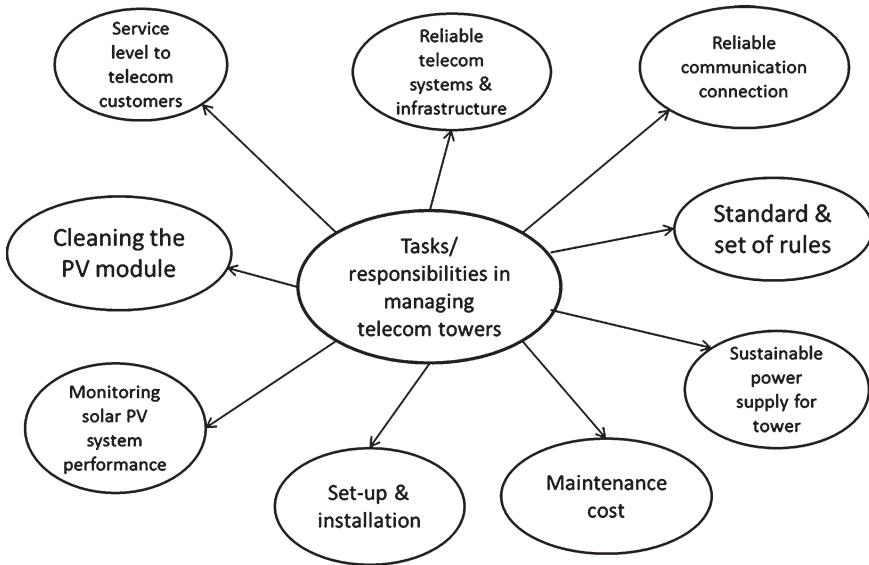 Service
level to
telecom
customers
Reliable
telecom
systems &
infrastructure
Reliable
communication
connection
Cleaning the
PV module
Tasks/
responsibilities in
managing
telecom towers
Standard &
set of rules
Monitoring
solar PV
system
performance
Set-up &
installation
Maintenance
cost
Sustainable
power
supply for
tower